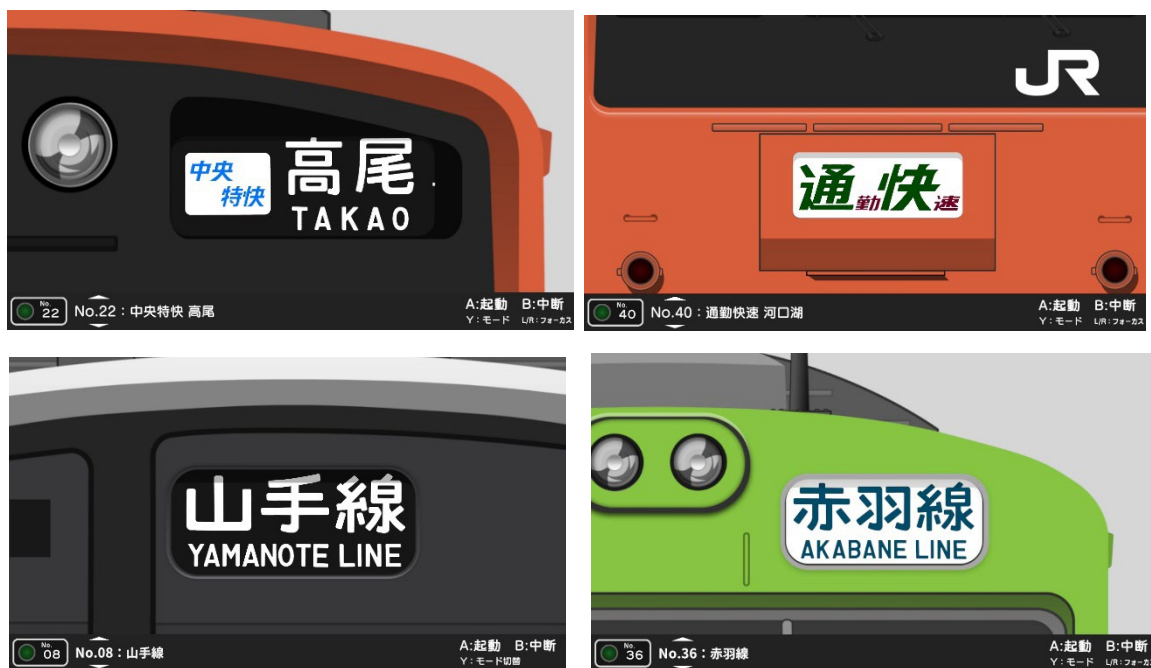 中央
特快
高尾
TAKAO
No.
22
No.22：中央特快 高尾
A:起動 B:中断
Y：モード L/R：フォーカス
JR
通勤快速
No.
40
No.40：通勤快速 河口湖
A:起動 B:中断
Y：モード L/R：フォーカス
山手線
YAMANOTE LINE
No.
08
No.08：山手線
A:起動 B:中断
Y：モード切替
赤羽線
AKABANE LINE
No.
36
No.36：赤羽線
A:起動 B:中断
Y：モード L/R：フォーカ